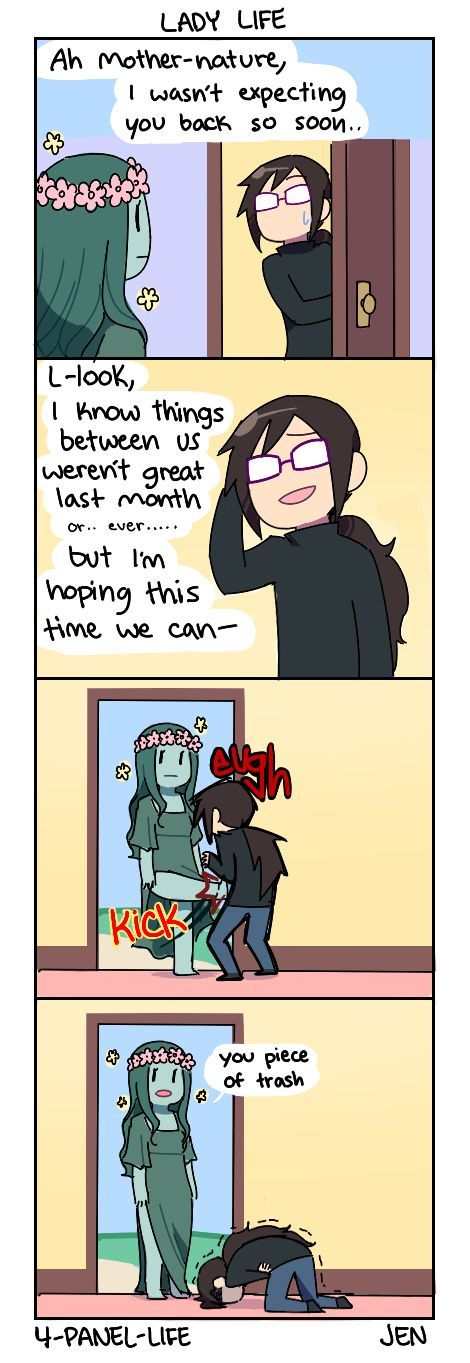 LADY LIFE
Ah Mother-nature,
I wasn't expecting
you back so soon..
L-look,
I know things
between us
weren't great
last month
or.. ever.....
but I'm
hoping this
time we can-
eugh
KicK
you piece
of trash
4-PANEL-LIFE
JEN